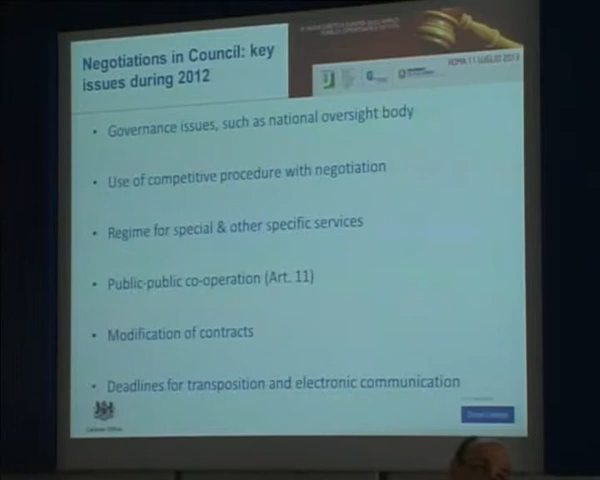 Negotiations in Council: key
issues during 2012
ROMA 11 LUGLIO 2013
• Governance issues, such as national oversight body
• Use of competitive procedure with negotiation
• Regime for special & other specific services
• Public-public co-operation (Art. 11)
• Modification of contracts
• Deadlines for transposition and electronic communication
Cabinet Office